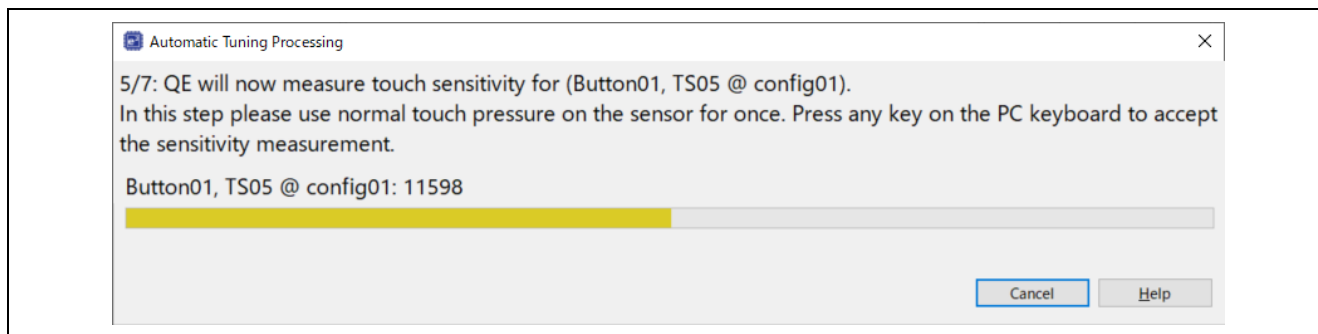 Automatic Tuning Processing
5/7: QE will now measure touch sensitivity for (Button01, TS05 @ config01).
In this step please use normal touch pressure on the sensor for once. Press any key on the PC keyboard to accept
the sensitivity measurement.
Button01, TS05 @ config01: 11598
Cancel Help